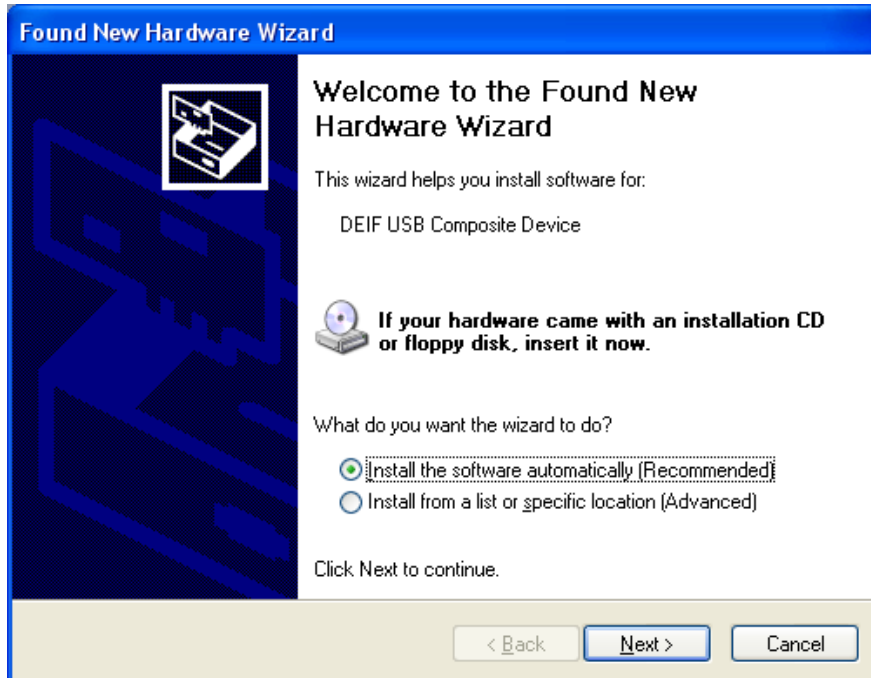 Found New Hardware Wizard
Welcome to the Found New
Hardware Wizard
This wizard helps you install software for:
DEIF USB Composite Device
If your hardware came with an installation CD
or floppy disk, insert it now.
What do you want the wizard to do?
Install the software automatically (Recommended)
Install from a list or specific location (Advanced)
Click Next to continue.
< Back Next > Cancel